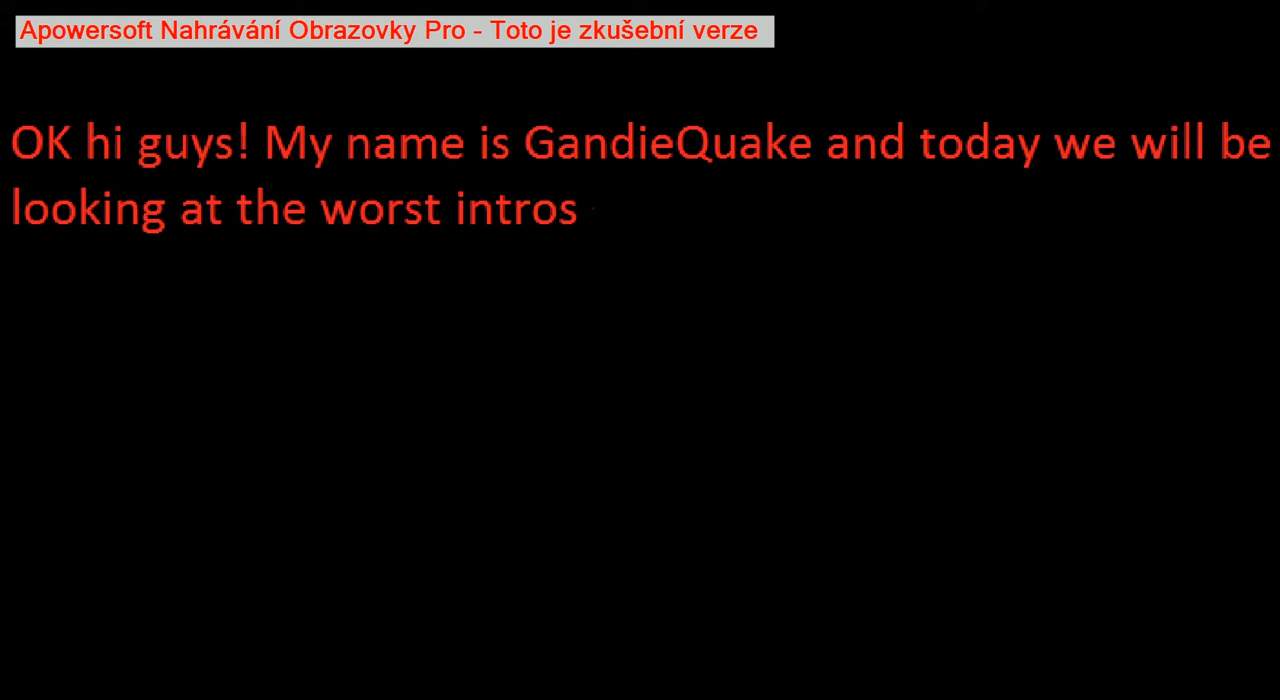 Apowersoft Nahrávání Obrazovky Pro - Toto je zkušební verze
OK hi guys! My name is GandieQuake and today we will be
looking at the worst intros